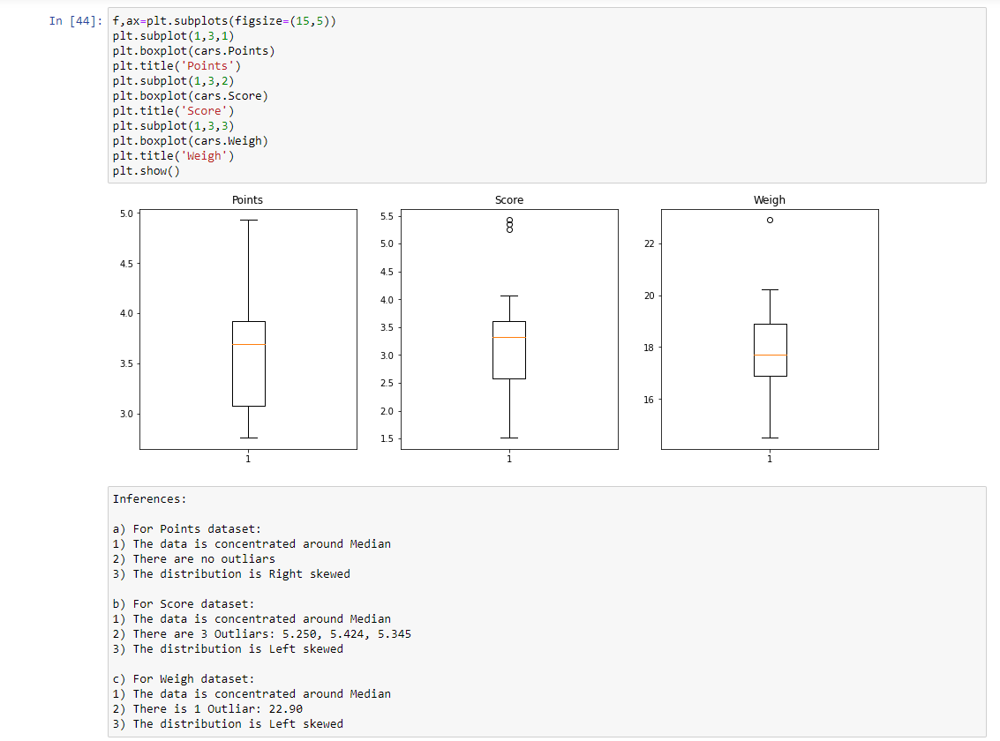 In [44]: f,ax=plt.subplots(figsize=(15,5))
plt.subplot(1,3,1)
plt.boxplot(cars.Points)
plt.title('Points')
plt.subplot(1,3,2)
plt.boxplot(cars.Score)
plt.title('Score')
plt.subplot(1,3,3)
plt.boxplot(cars.Weigh)
plt.title('Weigh')
plt.show()
Points
5.0
4.5
4.0
3.5
3.0
1
Score
5.5
5.0
4.5
4.0
3.5
3.0
2.5
2.0
1.5
1
Weigh
22
20
18
16
1
Inferences:
a) For Points dataset:
1) The data is concentrated around Median
2) There are no outliars
3) The distribution is Right skewed
b) For Score dataset:
1) The data is concentrated around Median
2) There are 3 Outliars: 5.250, 5.424, 5.345
3) The distribution is Left skewed
c) For Weigh dataset:
1) The data is concentrated around Median
2) There is 1 Outliar: 22.90
3) The distribution is Left skewed